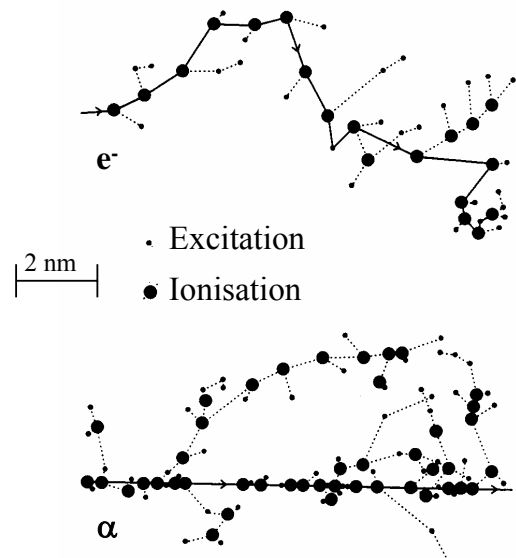 e-
Excitation
2 nm
Ionisation
α